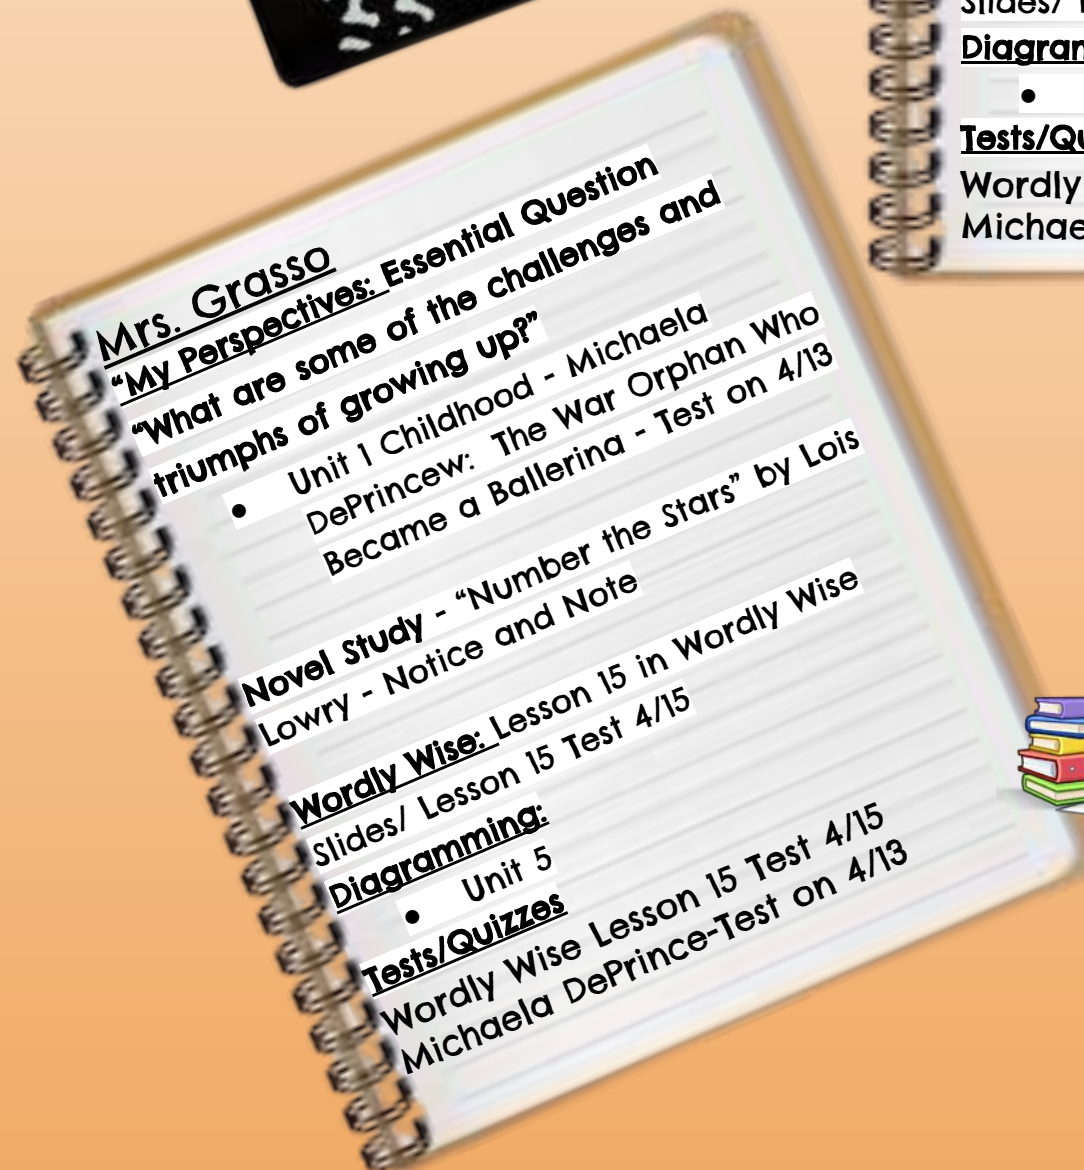 Mrs. Grasso
“My Perspectives: Essential Question
“What are some of the challenges and
triumphs of growing up?”
• Unit 1 Childhood - Michaela
DePrincew: The War Orphan Who
Became a Ballerina - Test on 4/13
Novel Study - “Number the Stars” by Lois
Lowry - Notice and Note
Wordly Wise: Lesson 15 in Wordly Wise
Slides/ Lesson 15 Test 4/15
Diagramming:
• Unit 5
Tests/Quizzes
Wordly Wise Lesson 15 Test 4/15
Michaela DePrince-Test on 4/13
Slides/
Diagram
•
Tests/Qu
Wordly
Michae